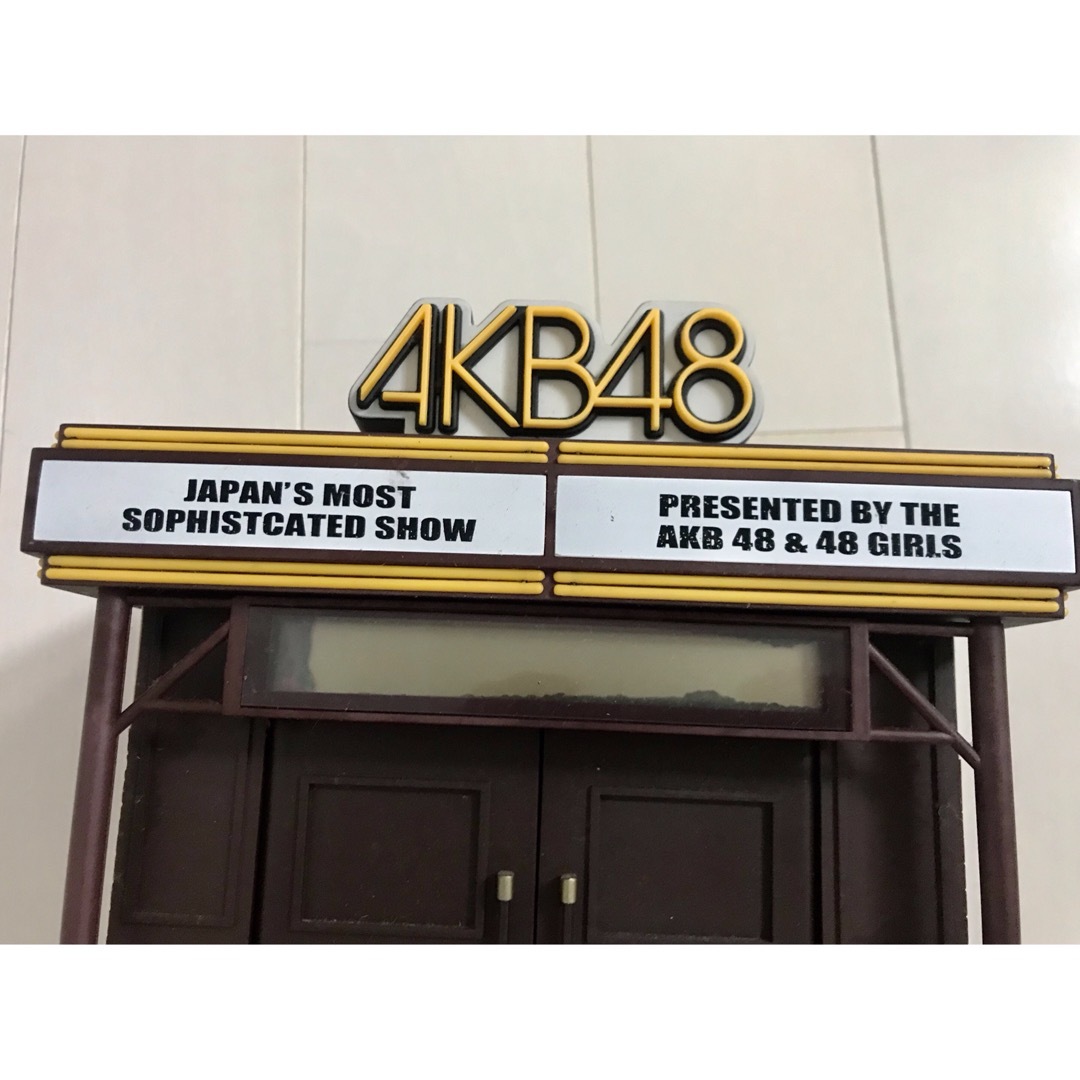 AKB48
JAPAN'S MOST
SOPHISTCATED SHOW
PRESENTED BY THE
AKB 48 & 48 GIRLS